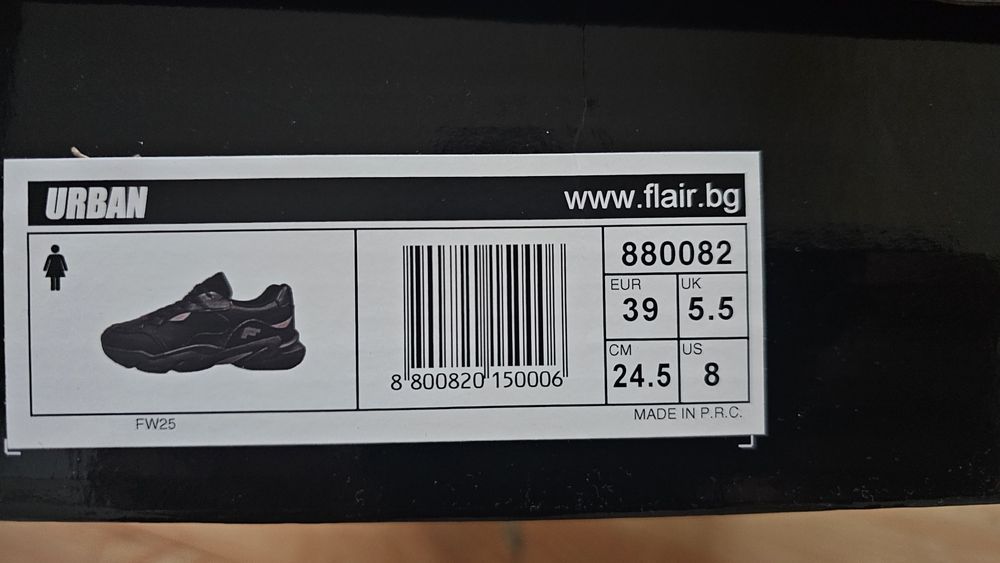 URBAN
www.flair.bg
8 800820 150006
880082
EUR
39
UK
5.5
CM
24.5
US
8
FW25
MADE IN P.R.C.